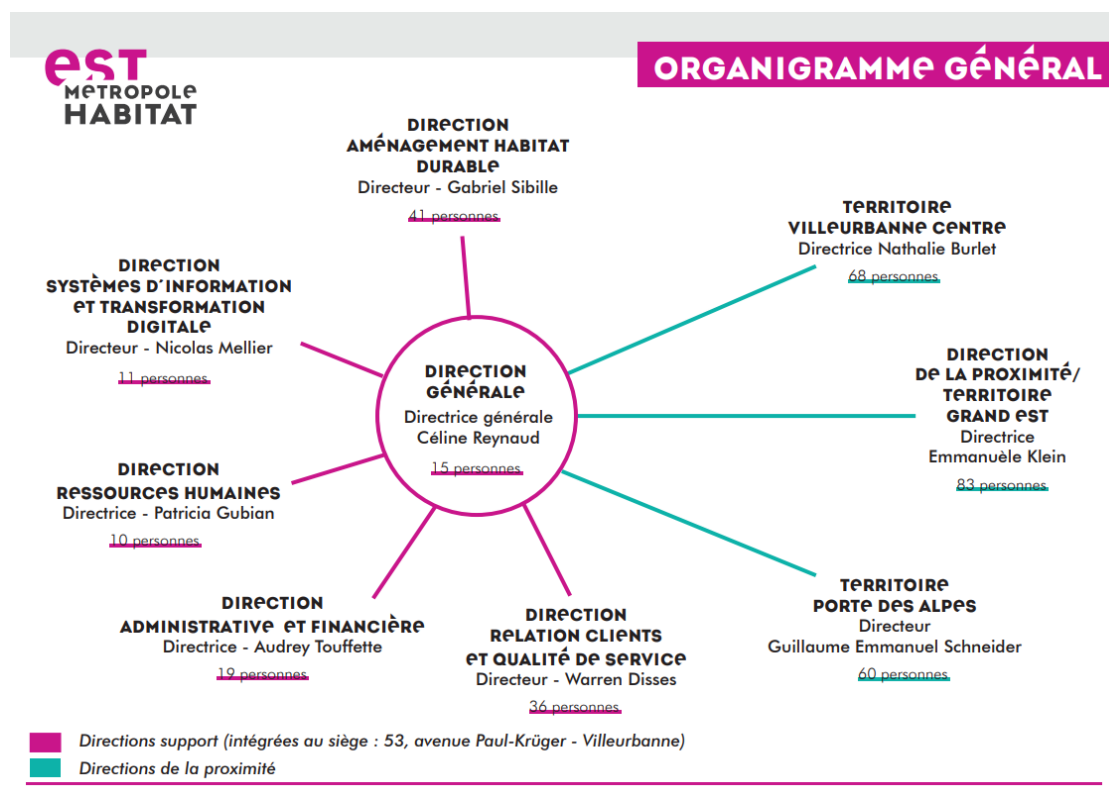 est
MÉTROPOLE
HABITAT
ORGANIGRAMME GÉNÉRAL
DIRECTION
AMÉNAGEMENT HABITAT
DURABLE
Directeur - Gabriel Sibille
41 personnes
TERRITOIRE
VILLEURBANNE CENTRE
Directrice Nathalie Burlet
68 personnes
DIRECTION
SYSTÈMES D'INFORMATION
ET TRANSFORMATION
DIGITALE
Directeur - Nicolas Mellier
11 personnes
DIRECTION
GÉNÉRALE
Directrice générale
Céline Reynaud
15 personnes
DIRECTION
DE LA PROXIMITÉ/
TERRITOIRE
GRAND EST
Directrice
Emmanuèle Klein
83 personnes
DIRECTION
RESSOURCES HUMAINES
Directrice - Patricia Gubian
10 personnes
DIRECTION
ADMINISTRATIVE ET FINANCIÈRE
Directrice - Audrey Touffette
19 personnes
DIRECTION
RELATION CLIENTS
ET QUALITÉ DE SERVICE
Directeur - Warren Disses
36 personnes
TERRITOIRE
PORTE DES ALPES
Directeur
Guillaume Emmanuel Schneider
60 personnes
Directions support (intégrées au siège : 53, avenue Paul-Krüger - Villeurbanne)
Directions de la proximité